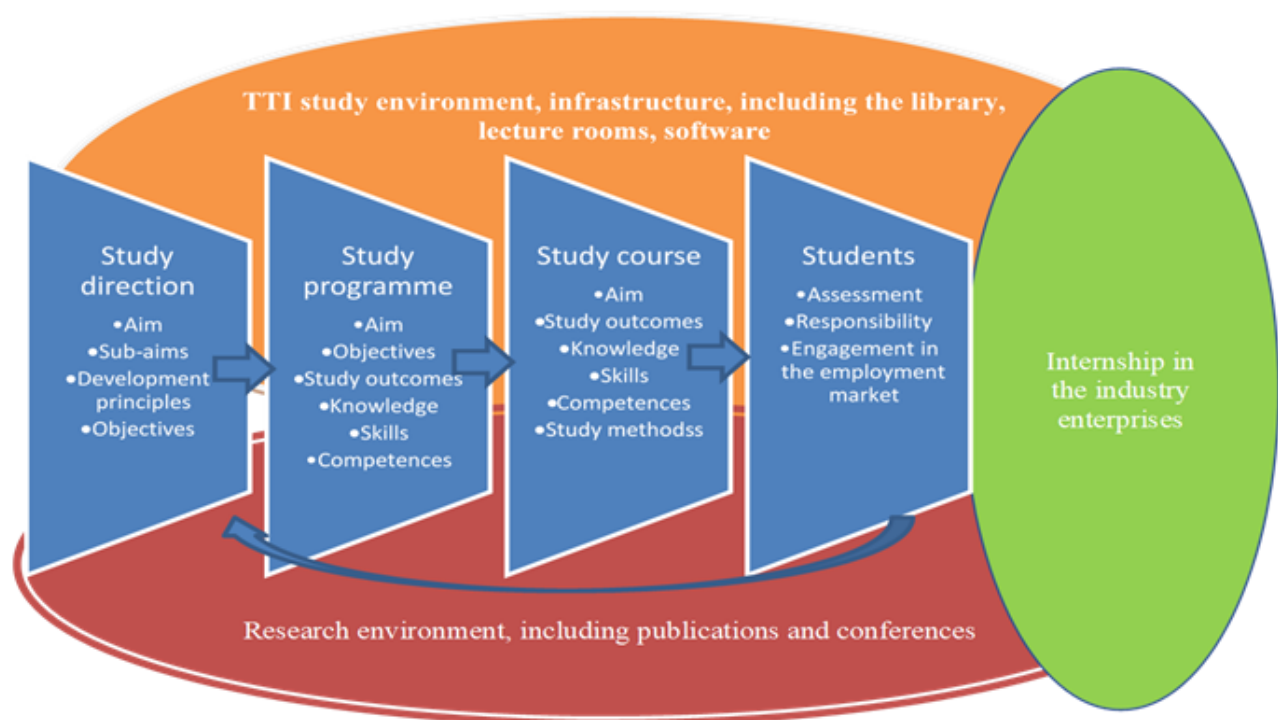 TTI study environment, infrastructure, including the library,
lecture rooms, software
Study
direction
•Aim
•Sub-aims
•Development
principles
•Objectives
Study
programme
•Aim
•Objectives
•Study outcomes
•Knowledge
•Skills
•Competences
Study course
•Aim
•Study outcomes
•Knowledge
•Skills
•Competences
•Study methodss
Students
•Assessment
•Responsibility
•Engagement in
the employment
market
Internship in
the industry
enterprises
Research environment, including publications and conferences